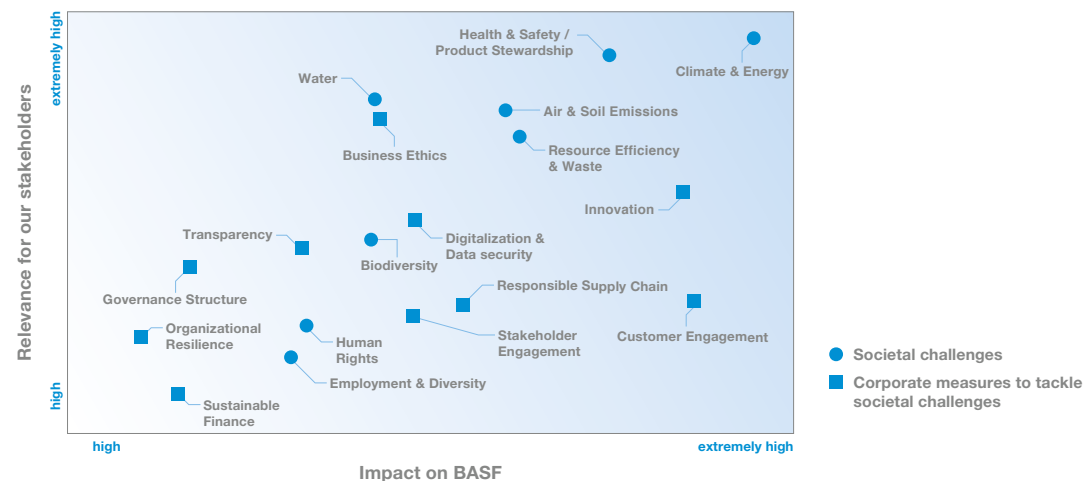 extremely high
Relevance for our stakeholders
high
Health & Safety /
Product Stewardship
Climate & Energy
Water
Air & Soil Emissions
Business Ethics
Resource Efficiency
& Waste
Innovation
Transparency
Digitalization &
Data security
Biodiversity
Governance Structure
Responsible Supply Chain
Organizational
Resilience
Human
Rights
Stakeholder
Engagement
Customer Engagement
Employment & Diversity
Sustainable
Finance
high
extremely high
Impact on BASF
Societal challenges
Corporate measures to tackle
societal challenges